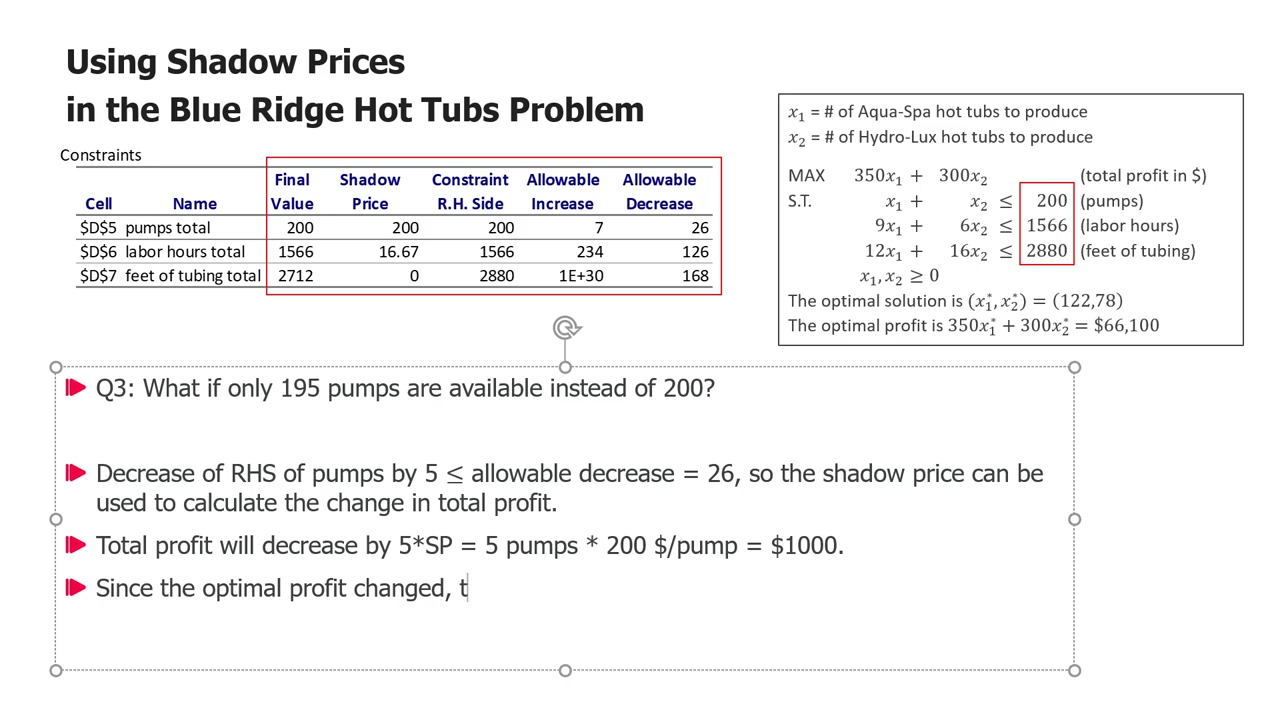 Using Shadow Prices
in the Blue Ridge Hot Tubs Problem
Constraints
Final Shadow Constraint Allowable Allowable
Cell Name Value Price R.H. Side Increase Decrease
$D$5 pumps total 200 200 200 7 26
$D$6 labor hours total 1566 16.67 1566 234 126
$D$7 feet of tubing total 2712 0 2880 1E+30 168
x₁ = # of Aqua-Spa hot tubs to produce
x₂ = # of Hydro-Lux hot tubs to produce
MAX 350x₁ + 300x₂ (total profit in $)
S.T. x₁ + x₂ ≤ 200 (pumps)
9x₁ + 6x₂ ≤ 1566 (labor hours)
12x₁ + 16x₂ ≤ 2880 (feet of tubing)
x₁, x₂ ≥ 0
The optimal solution is (x₁*, x₂*) = (122,78)
The optimal profit is 350x₁* + 300x₂* = $66,100
Q3: What if only 195 pumps are available instead of 200?
Decrease of RHS of pumps by 5 ≤ allowable decrease = 26, so the shadow price can be
used to calculate the change in total profit.
Total profit will decrease by 5*SP = 5 pumps * 200 $/pump = $1000.
Since the optimal profit changed, t